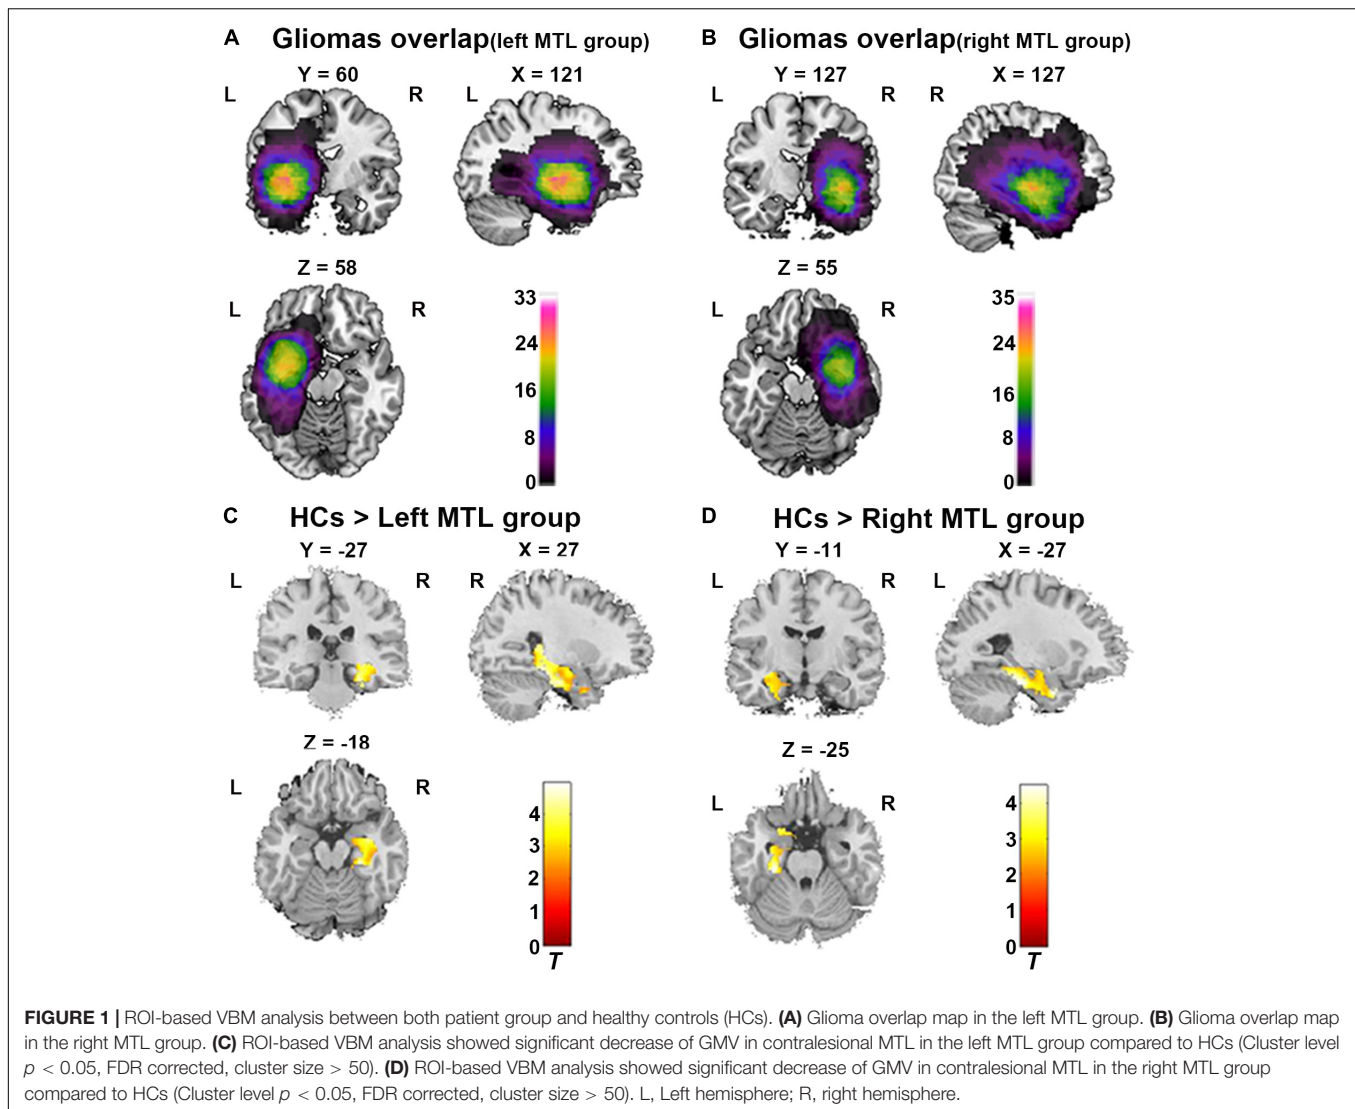 A Gliomas overlap(left MTL group)
Y = 60
X = 121
L
R
L
Z = 58
L
R
33
24
16
8
0
B Gliomas overlap(right MTL group)
Y = 127
X = 127
L
R
R
Z = 55
L
R
35
24
16
8
0
C HCs > Left MTL group
Y = -27
X = 27
L
R
R
Z = -18
L
R
4
3
2
1
0
T
D HCs > Right MTL group
Y = -11
X = -27
L
R
L
Z = -25
L
R
4
3
2
1
0
T
FIGURE 1 | ROI-based VBM analysis between both patient group and healthy controls (HCs). (A) Glioma overlap map in the left MTL group. (B) Glioma overlap map
in the right MTL group. (C) ROI-based VBM analysis showed significant decrease of GMV in contralesional MTL in the left MTL group compared to HCs (Cluster level
p < 0.05, FDR corrected, cluster size > 50). (D) ROI-based VBM analysis showed significant decrease of GMV in contralesional MTL in the right MTL group
compared to HCs (Cluster level p < 0.05, FDR corrected, cluster size > 50). L, Left hemisphere; R, right hemisphere.